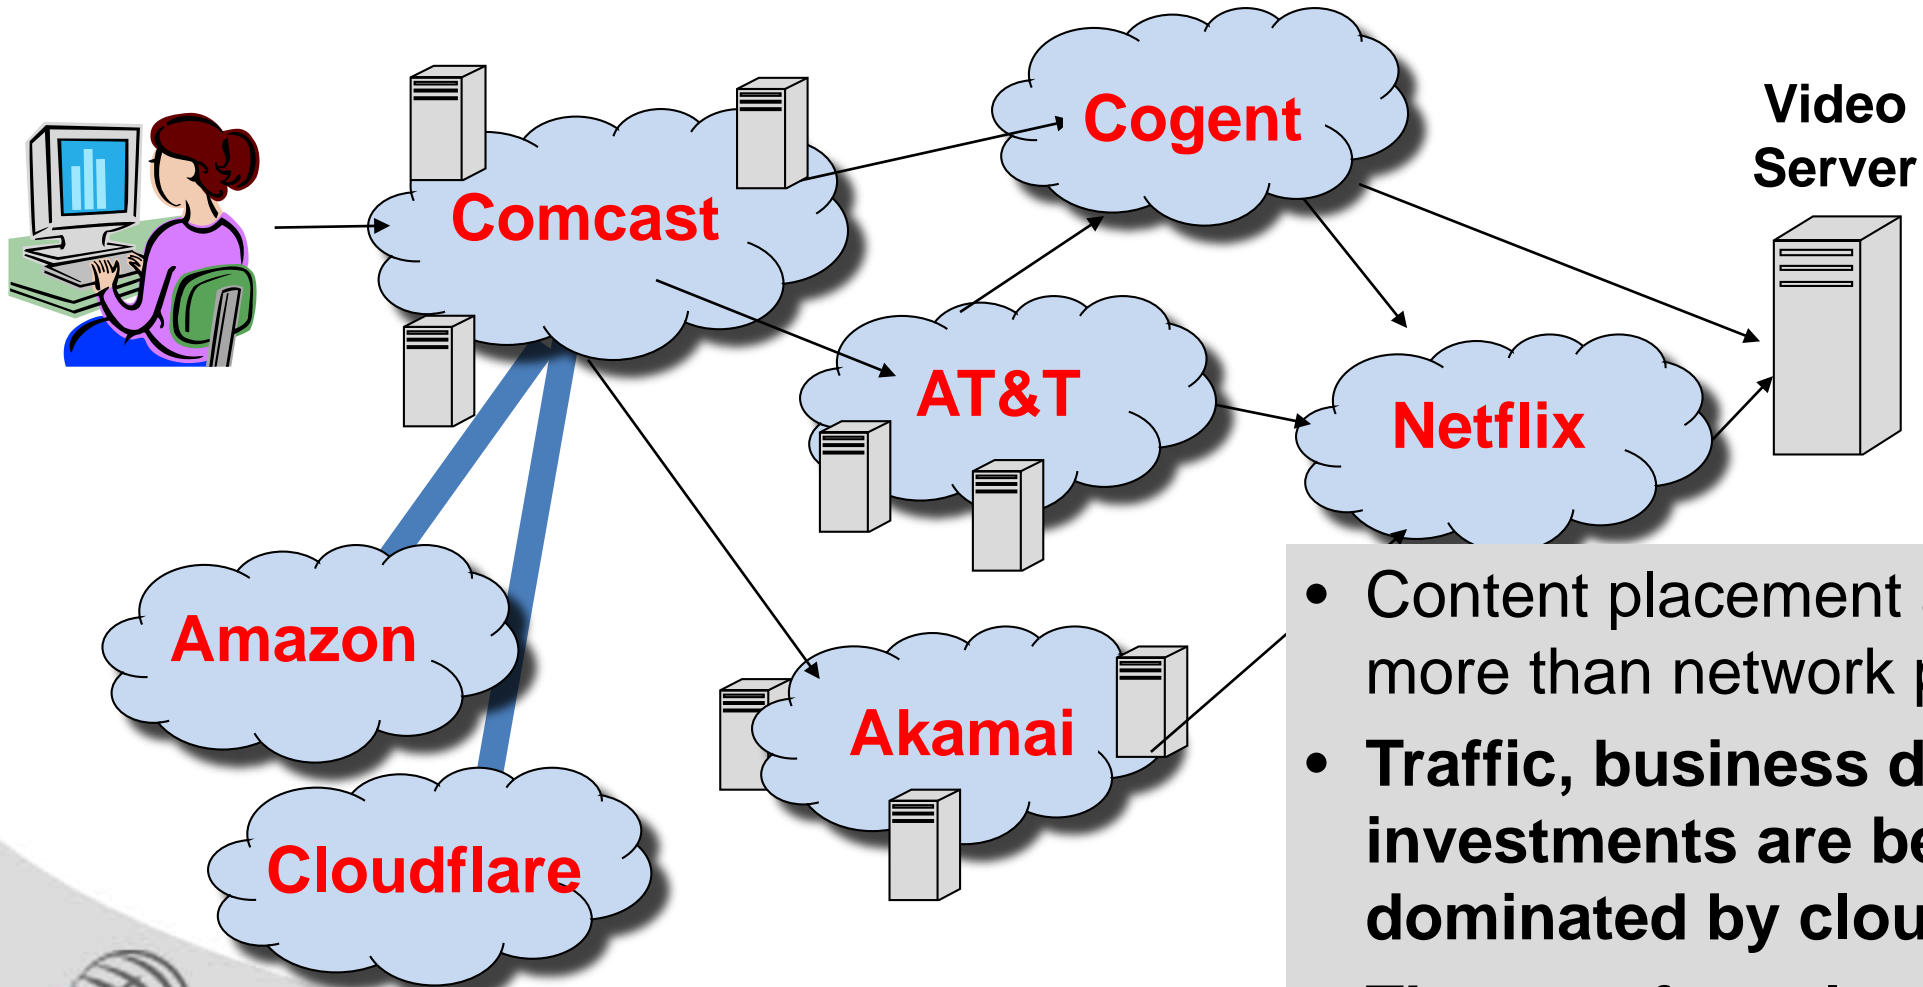 Video
Server
Cogent
Comcast
AT&T
Netflix
Amazon
Akamai
Cloudflare
• Content placement
more than network
• Traffic, business
investments are
dominated by